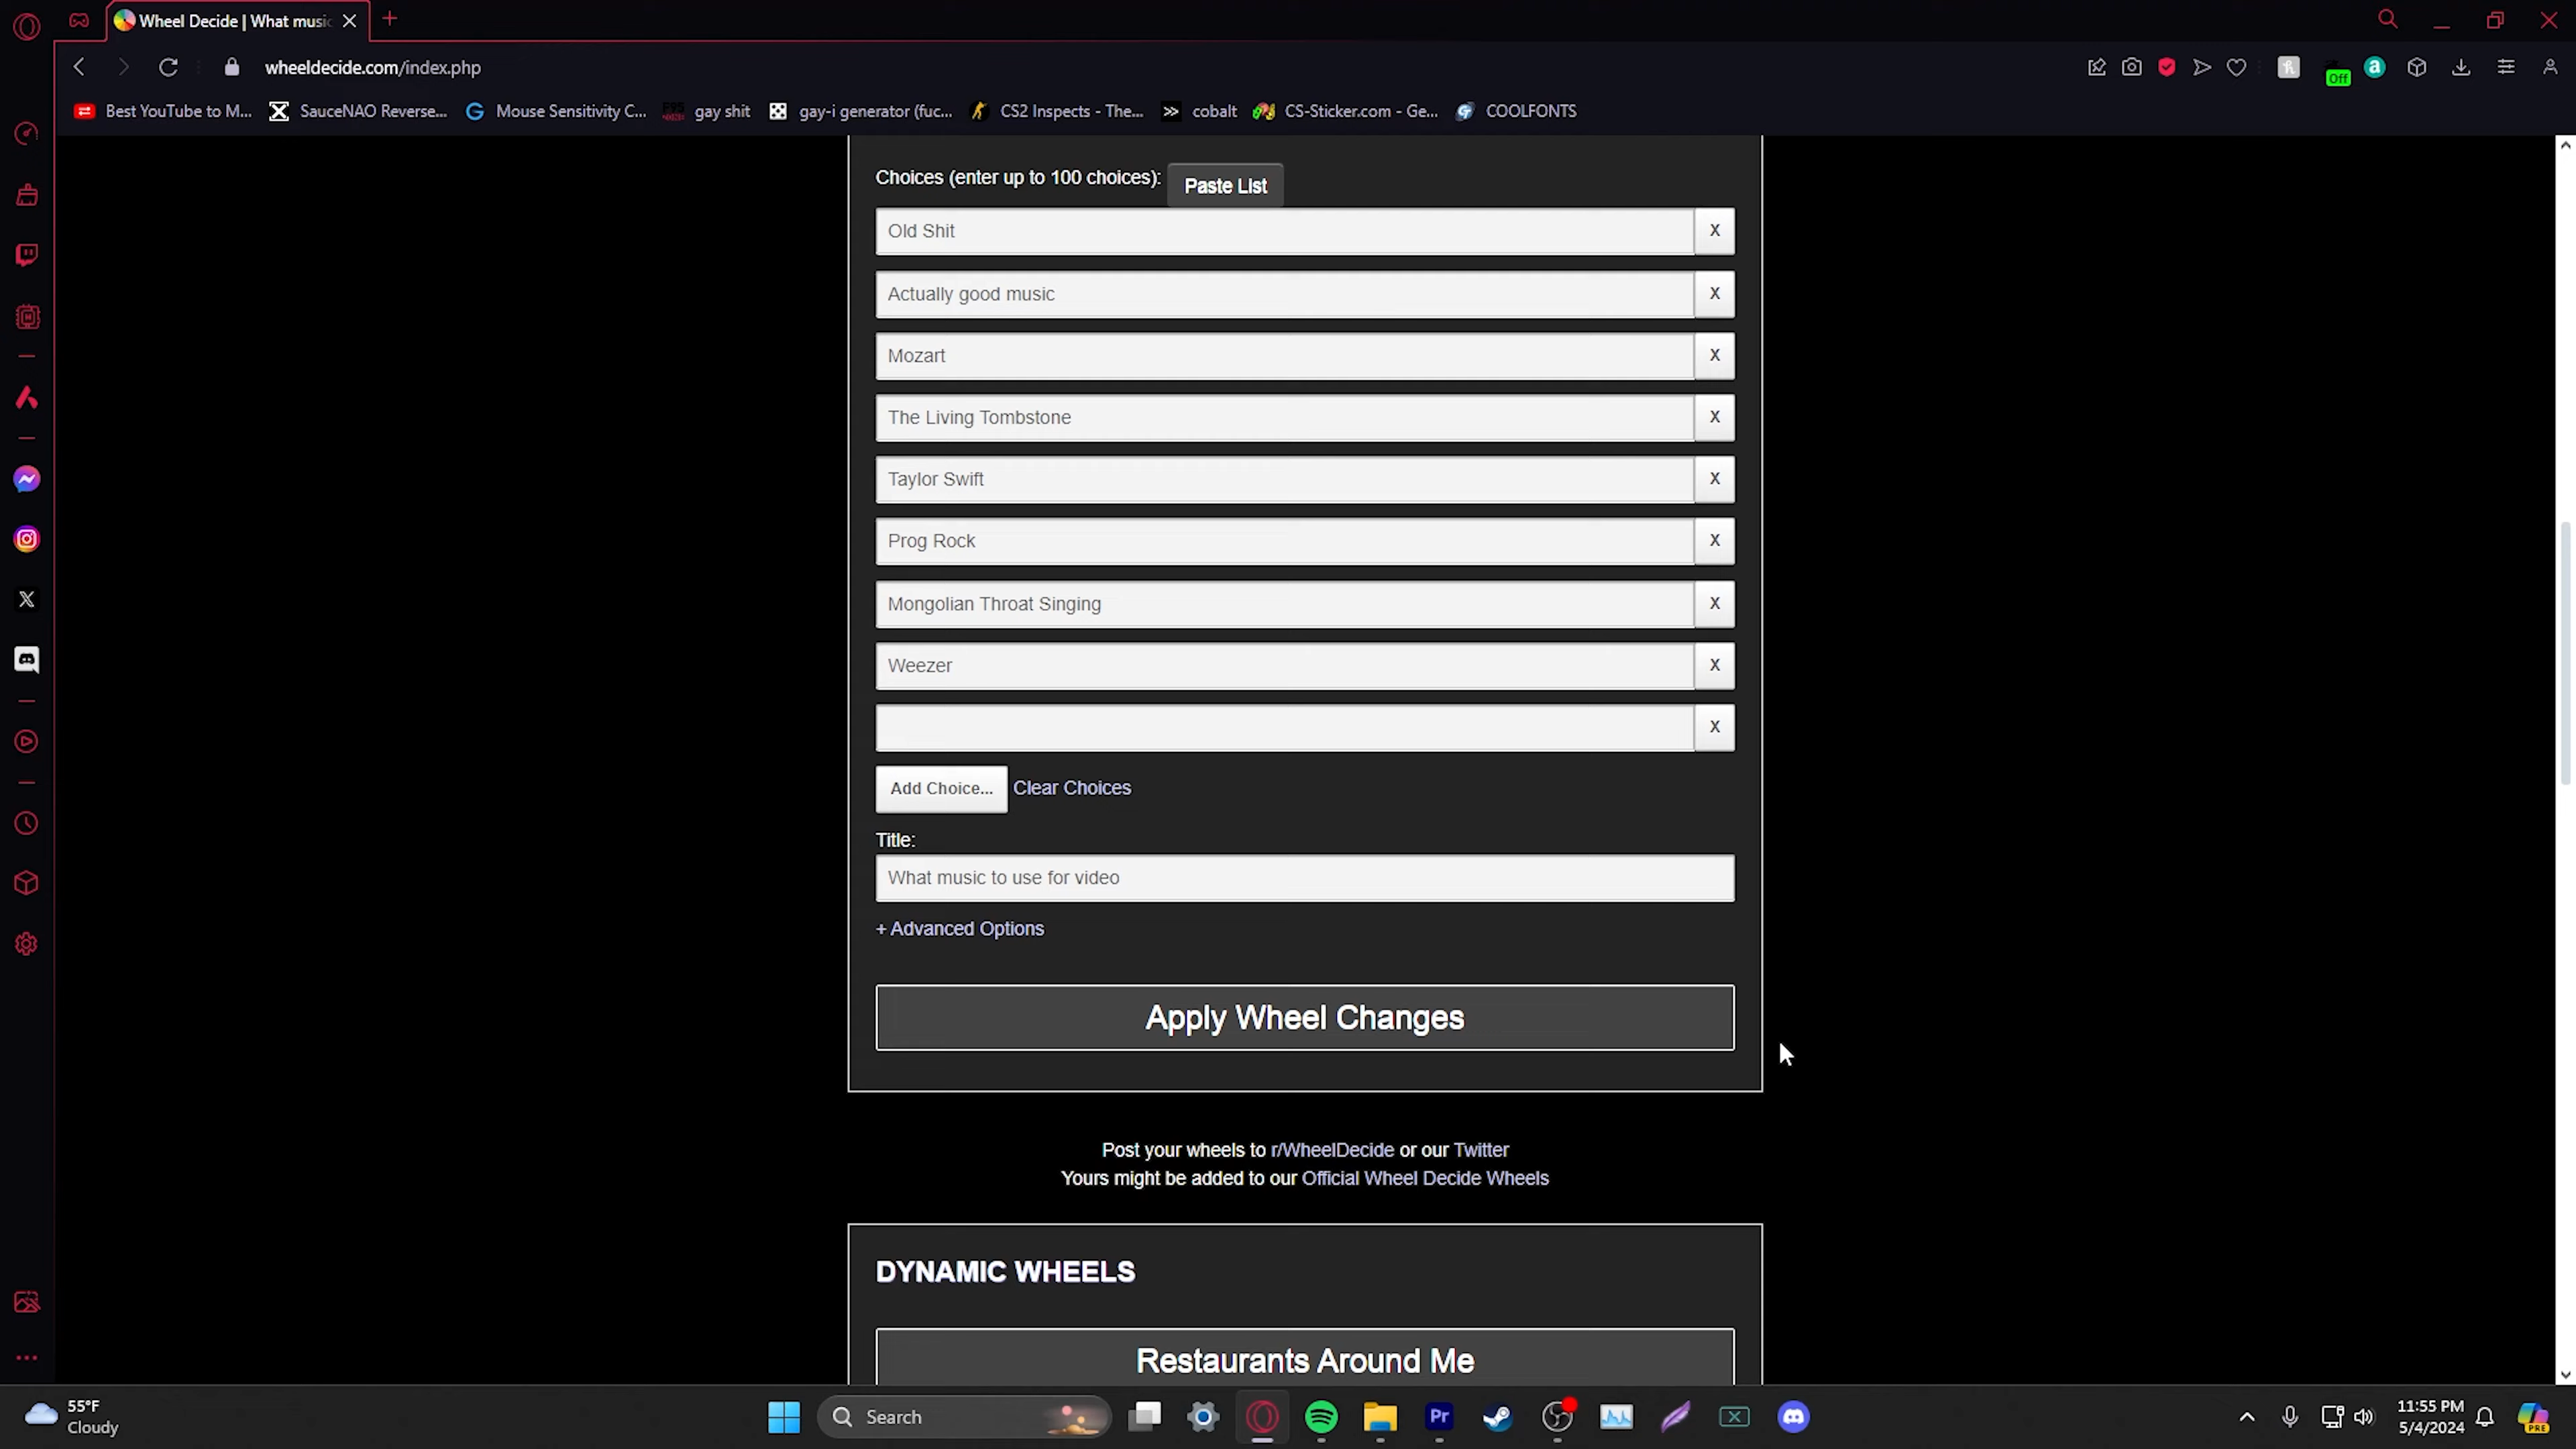 Wheel Decide | What musi
wheeldecide.com/index.php
Off
Best YouTube to M...
SauceNAO Reverse...
Mouse Sensitivity C...
gay shit
gay-i generator (fuc...
CS2 Inspects - The...
cobalt
CS-Sticker.com - Ge...
COOLFONTS
Choices (enter up to 100 choices): Paste List
Old Shit X
Actually good music X
Mozart X
The Living Tombstone X
Taylor Swift X
Prog Rock X
Mongolian Throat Singing X
Weezer X
X
Add Choice... Clear Choices
Title:
What music to use for video
+ Advanced Options
Apply Wheel Changes
Post your wheels to r/WheelDecide or our Twitter
Yours might be added to our Official Wheel Decide Wheels
DYNAMIC WHEELS
Restaurants Around Me
55°F
Cloudy
Search
Pr
11:55 PM
5/4/2024
PRE